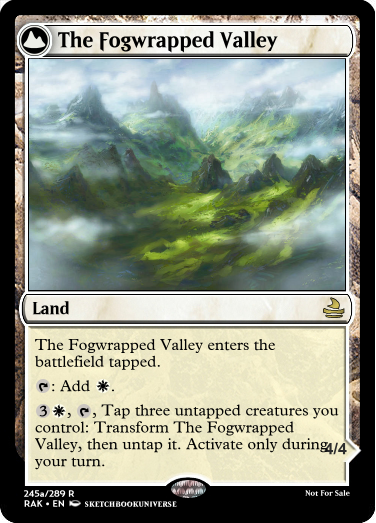 The Fogwrapped Valley
Land
The Fogwrapped Valley enters the
battlefield tapped.
: Add .
3 , , Tap three untapped creatures you
control: Transform The Fogwrapped
Valley, then untap it. Activate only during
your turn.
4/4
245a/289 R
RAK • EN SKETCHBOOKUNIVERSE
Not For Sale